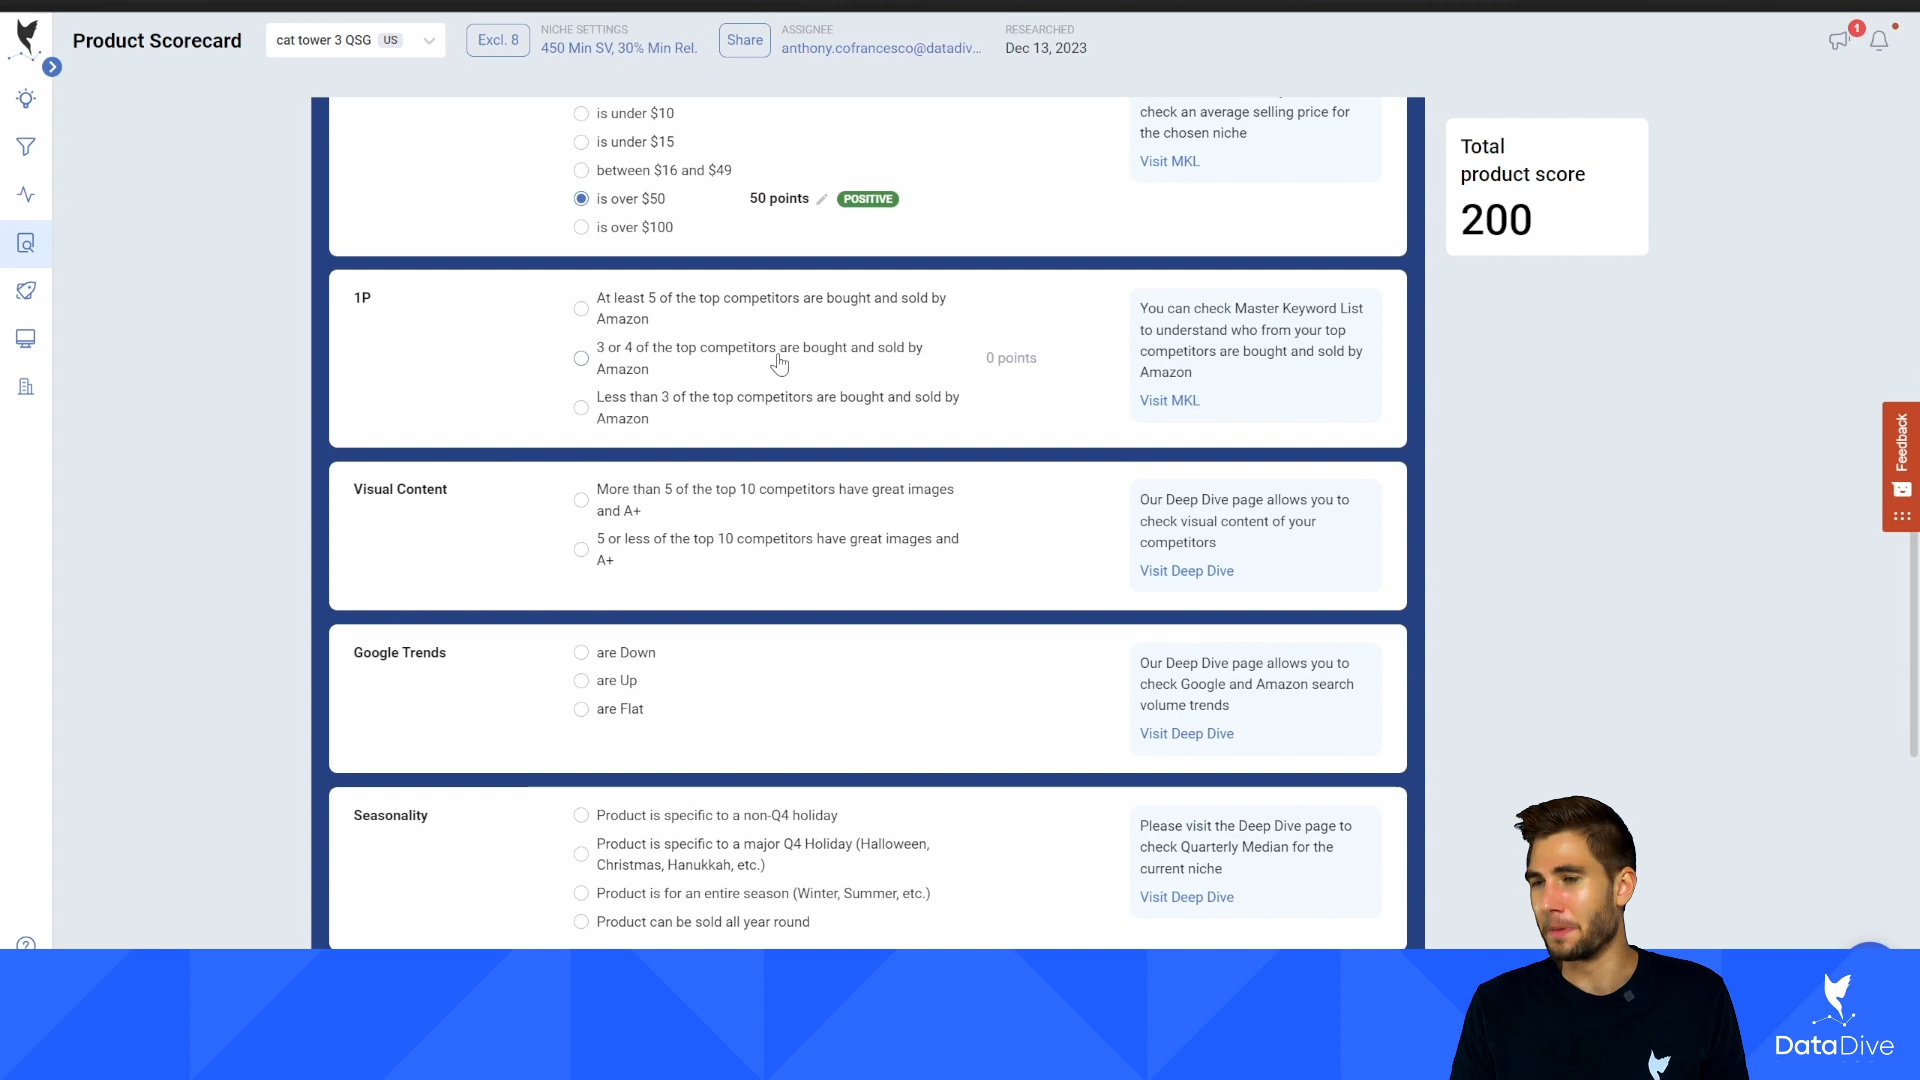 Product Scorecard
cat tower 3 QSG US
Excl. 8
NICHE SETTINGS
450 Min SV, 30% Min Rel.
Share
ASSIGNEE
anthony.cofrancesco@datadiv...
RESEARCHED
Dec 13, 2023
1
is under $10
is under $15
between $16 and $49
is over $50
50 points
POSITIVE
is over $100
check an average selling price for
the chosen niche
Visit MKL
Total
product score
200
1P
At least 5 of the top competitors are bought and sold by
Amazon
3 or 4 of the top competitors are bought and sold by
Amazon
0 points
Less than 3 of the top competitors are bought and sold by
Amazon
You can check Master Keyword List
to understand who from your top
competitors are bought and sold by
Amazon
Visit MKL
Feedback
Visual Content
More than 5 of the top 10 competitors have great images
and A+
5 or less of the top 10 competitors have great images and
A+
Our Deep Dive page allows you to
check visual content of your
competitors
Visit Deep Dive
Google Trends
are Down
are Up
are Flat
Our Deep Dive page allows you to
check Google and Amazon search
volume trends
Visit Deep Dive
Seasonality
Product is specific to a non-Q4 holiday
Product is specific to a major Q4 Holiday (Halloween,
Christmas, Hanukkah, etc.)
Product is for an entire season (Winter, Summer, etc.)
Product can be sold all year round
Please visit the Deep Dive page to
check Quarterly Median for the
current niche
Visit Deep Dive
DataDive